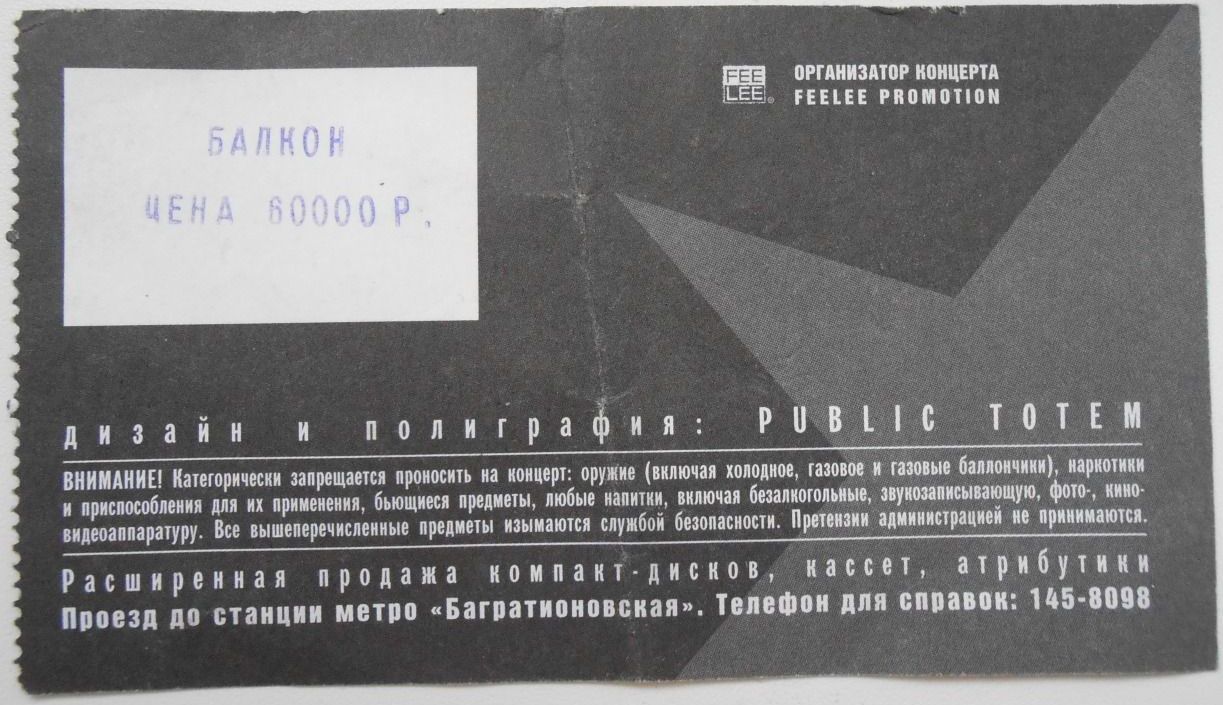 БАЛКОН
ЦЕНА 60000 Р.
FEE
LEE®
ОРГАНИЗАТОР КОНЦЕРТА
FEELEE PROMOTION
дизайн и полиграфия: PUBLIC TOTEM
ВНИМАНИЕ! Категорически запрещается проносить на концерт: оружие (включая холодное, газовое и газовые баллончики), наркотики
и приспособления для их применения, бьющиеся предметы, любые напитки, включая безалкогольные, звукозаписывающую, фото-, кино-
видеоаппаратуру. Все вышеперечисленные предметы изымаются службой безопасности. Претензии администрацией не принимаются.
Расширенная продажа компакт-дисков, кассет, атрибутики
Проезд до станции метро «Багратионовская». Телефон для справок: 145-8098